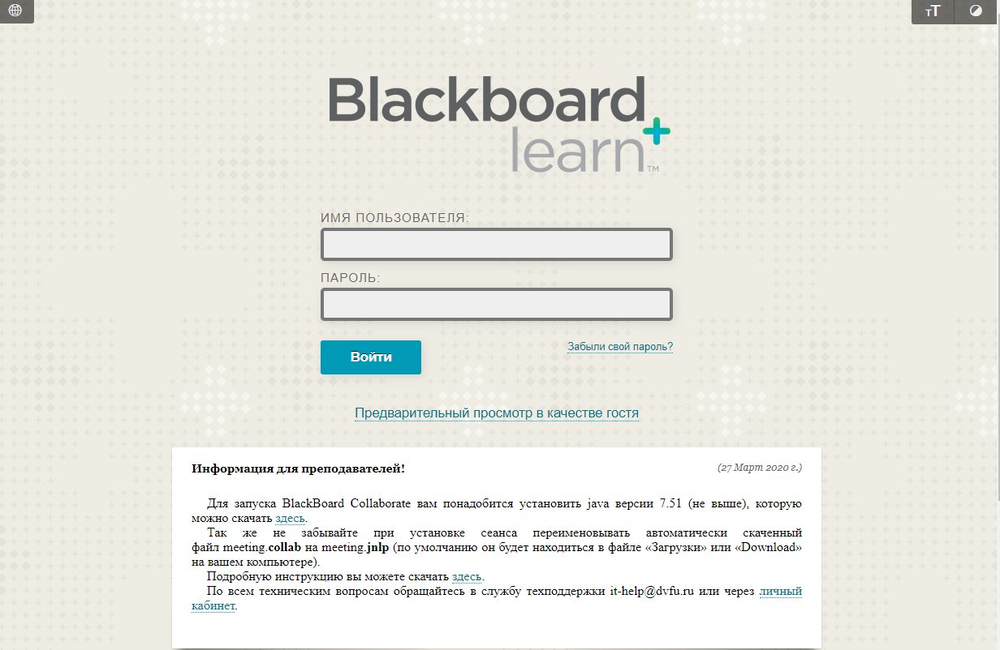 тТ
Blackboard
learn
TM
ИМЯ ПОЛЬЗОВАТЕЛЯ:
ПАРОЛЬ:
Войти
Забыли свой пароль?
Предварительный просмотр в качестве гостя
Информация для преподавателей!
(27 Март 2020 г.)
Для запуска BlackBoard Collaborate вам понадобится установить java версии 7.51 (не выше), которую
можно скачать здесь.
Так же не забывайте при установке сеанса переименовывать автоматически скаченный
файл meeting.collab на meeting.jnlp (по умолчанию он будет находиться в файле «Загрузки» или «Download»
на вашем компьютере).
Подробную инструкцию вы можете скачать здесь.
По всем техническим вопросам обращайтесь в службу техподдержки it-help@dvfu.ru или через личный
кабинет.